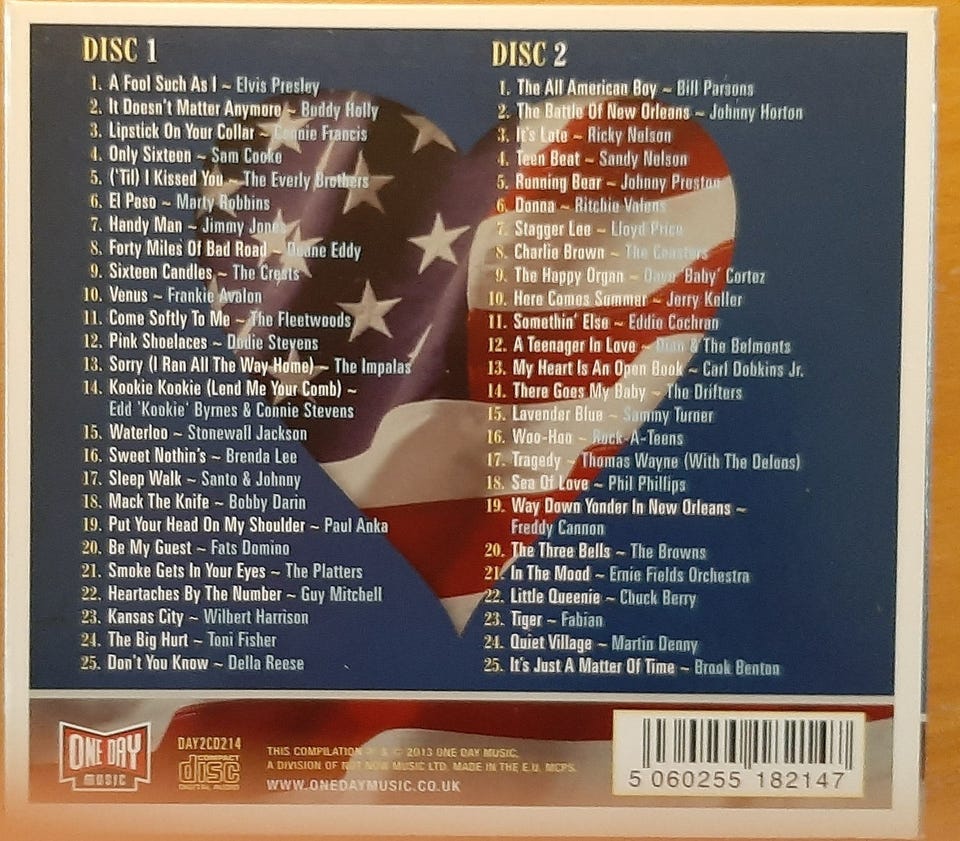 DISC 1
1. A Fool Such As I ~ Elvis Presley
2. It Doesn't Matter Anymore ~ Buddy Holly
3. Lipstick On Your Collar ~ Connie Francis
4. Only Sixteen ~ Sam Cooke
5. ('Til) I Kissed You ~ The Everly Brothers
6. El Paso ~ Marty Robbins
7. Handy Man ~ Jimmy Jones
8. Forty Miles Of Bad Road ~ Duane Eddy
9. Sixteen Candles ~ The Crests
10. Venus ~ Frankie Avalon
11. Come Softly To Me ~ The Fleetwoods
12. Pink Shoelaces ~ Dodie Stevens
13. Sorry (I Ran All The Way Home) ~ The Impalas
14. Kookie Kookie (Lend Me Your Comb) ~
Edd 'Kookie' Byrnes & Connie Stevens
15. Waterloo ~ Stonewall Jackson
16. Sweet Nothin's ~ Brenda Lee
17. Sleep Walk ~ Santo & Johnny
18. Mack The Knife ~ Bobby Darin
19. Put Your Head On My Shoulder ~ Paul Anka
20. Be My Guest ~ Fats Domino
21. Smoke Gets In Your Eyes ~ The Platters
22. Heartaches By The Number ~ Guy Mitchell
23. Kansas City ~ Wilbert Harrison
24. The Big Hurt ~ Toni Fisher
25. Don't You Know ~ Della Reese
DISC 2
1. The All American Boy ~ Bill Parsons
2. The Battle Of New Orleans ~ Johnny Horton
3. It's Late ~ Ricky Nelson
4. Teen Beat ~ Sandy Nelson
5. Running Bear ~ Johnny Preston
6. Donna ~ Ritchie Valens
7. Stagger Lee ~ Lloyd Price
8. Charlie Brown ~ The Coasters
9. The Happy Organ ~ Dave 'Baby' Cortez
10. Here Comes Summer ~ Jerry Keller
11. Somethin' Else ~ Eddie Cochran
12. A Teenager In Love ~ Dion & The Belmonts
13. My Heart Is An Open Book ~ Carl Dobkins Jr.
14. There Goes My Baby ~ The Drifters
15. Lavender Blue ~ Sammy Turner
16. Woo-Hoo ~ Rock-A-Teens
17. Tragedy ~ Thomas Wayne (With The Delons)
18. Sea Of Love ~ Phil Phillips
19. Way Down Yonder In New Orleans ~
Freddy Cannon
20. The Three Bells ~ The Browns
21. In The Mood ~ Ernie Fields Orchestra
22. Little Queenie ~ Chuck Berry
23. Tiger ~ Fabian
24. Quiet Village ~ Martin Denny
25. It's Just A Matter Of Time ~ Brook Benton
ONE DAY
MUSIC
DAY2CD214
COMPACT
disc
DIGITAL AUDIO
THIS COMPILATION ℗ & © 2013 ONE DAY MUSIC,
A DIVISION OF NOT NOW MUSIC LTD. MADE IN THE E.U. MCPS.
WWW.ONEDAYMUSIC.CO.UK
5 060255 182147